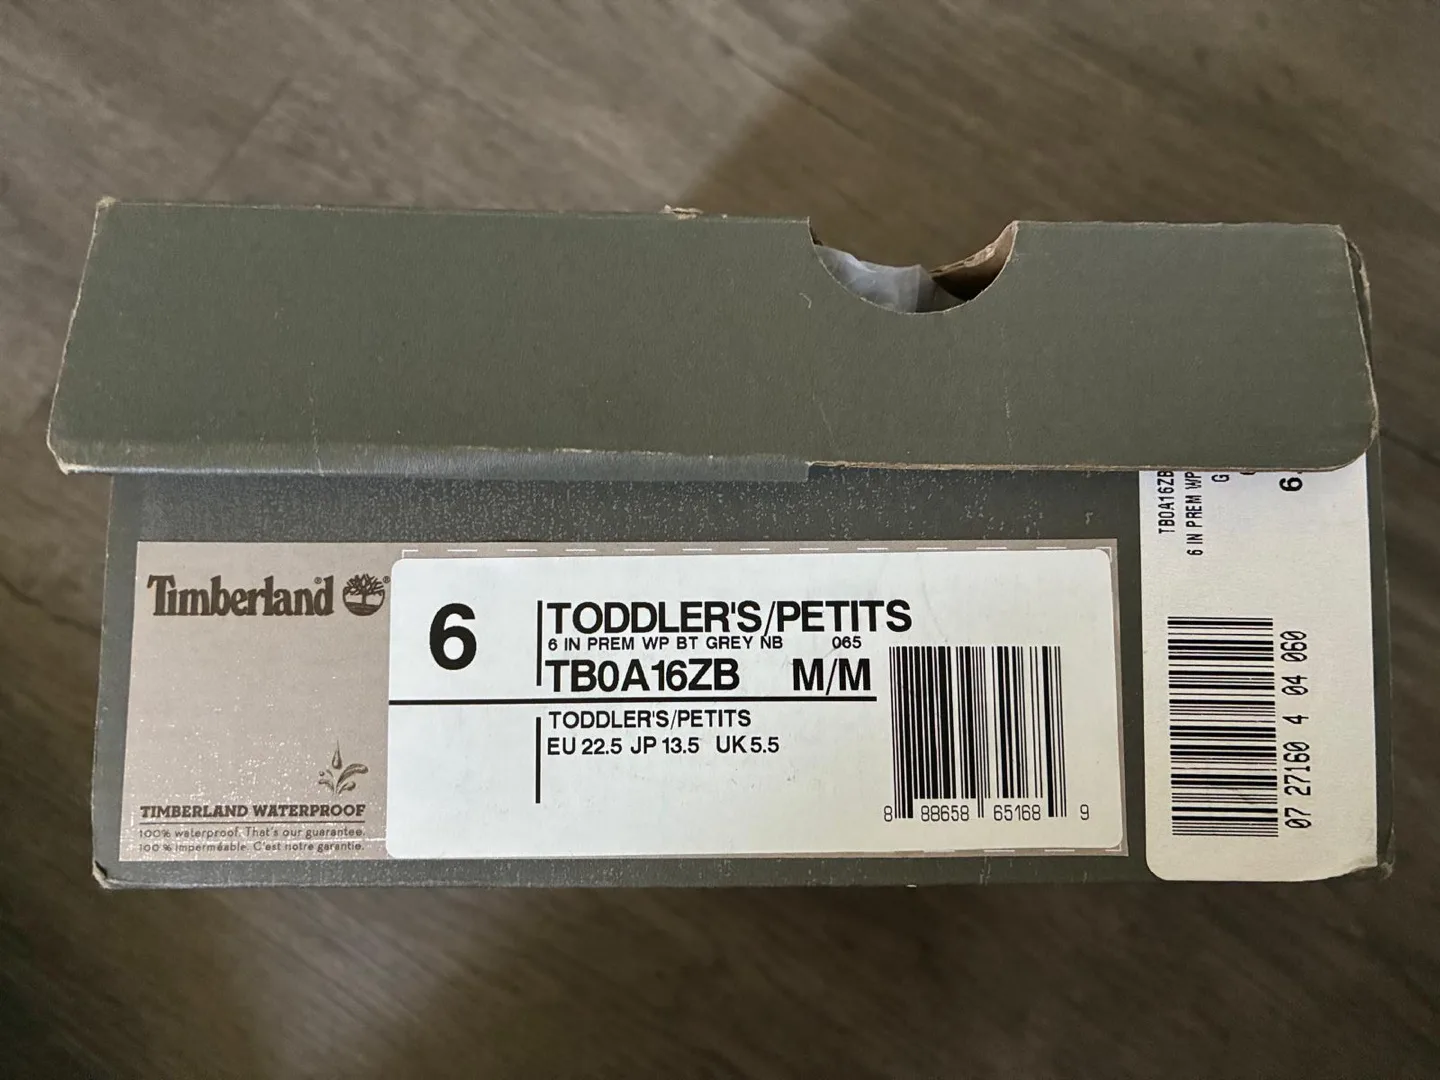 Timberland®
6
TODDLER'S/PETITS
6 IN PREM WP BT GREY NB 065
TB0A16ZB M/M
TODDLER'S/PETITS
EU 22.5 JP 13.5 UK 5.5
8 88658 65168 9
TIMBERLAND WATERPROOF
100% waterproof. That's our guarantee.
100% imperméable. C'est notre garantie.
TB0A16ZB
6 IN PREM WP
G
6
07 27160 4 04 060